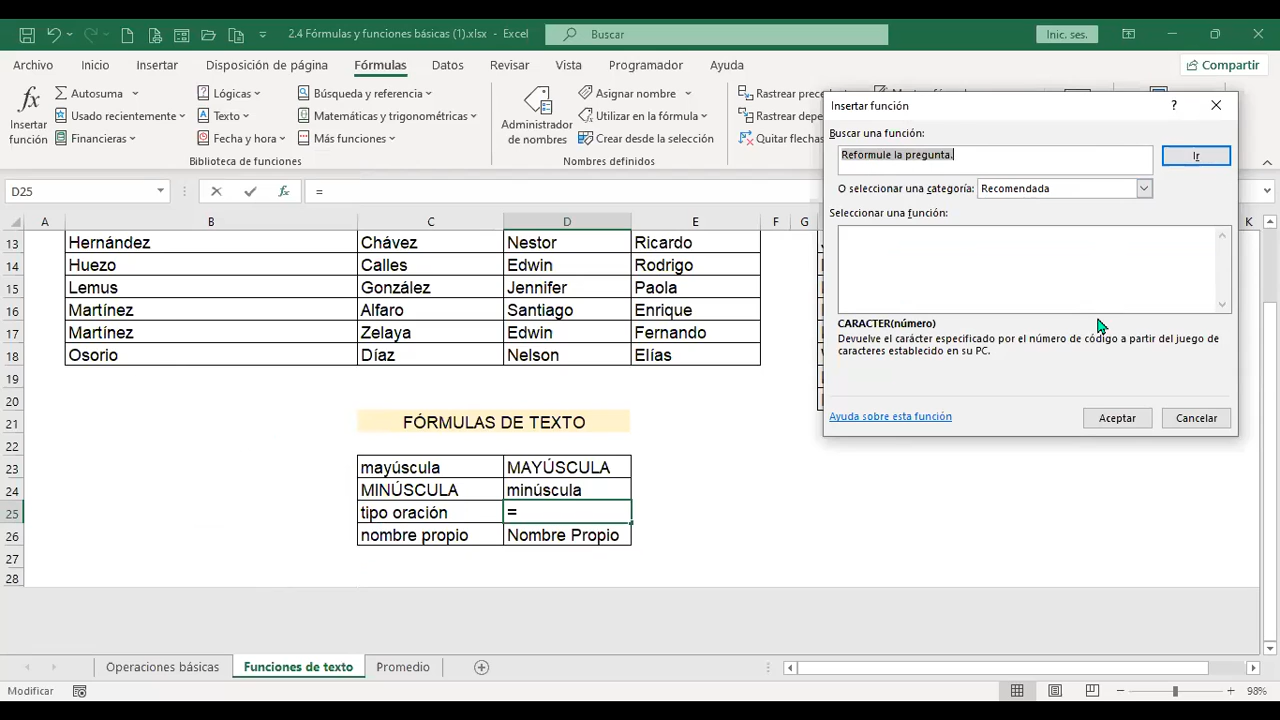 2.4 Fórmulas y funciones básicas (1).xlsx - Excel
Buscar
Inic. ses.
Archivo Inicio Insertar Disposición de página Fórmulas Datos Revisar Vista Programador Ayuda
Compartir
Insertar función
Autosuma
Usado recientemente
Financieras
Lógicas
Texto
Fecha y hora
Búsqueda y referencia
Matemáticas y trigonométricas
Más funciones
Biblioteca de funciones
Administrador de nombres
Asignar nombre
Utilizar en la fórmula
Crear desde la selección
Nombres definidos
Rastrear prece
Rastrear depe
Quitar flechas
Insertar función
?
Buscar una función:
Reformule la pregunta.
Ir
O seleccionar una categoría: Recomendada
Seleccionar una función:
CARACTER(número)
Devuelve el carácter especificado por el número de código a partir del juego de
caracteres establecido en su PC.
Ayuda sobre esta función
Aceptar Cancelar
D25 fx =
A B C D E F G K
13 Hernández Chávez Nestor Ricardo
14 Huezo Calles Edwin Rodrigo
15 Lemus González Jennifer Paola
16 Martínez Alfaro Santiago Enrique
17 Martínez Zelaya Edwin Fernando
18 Osorio Díaz Nelson Elías
19
20
21 FÓRMULAS DE TEXTO
22
23 mayúscula MAYÚSCULA
24 MINÚSCULA minúscula
25 tipo oración =
26 nombre propio Nombre Propio
27
28
Operaciones básicas Funciones de texto Promedio
Modificar
98%